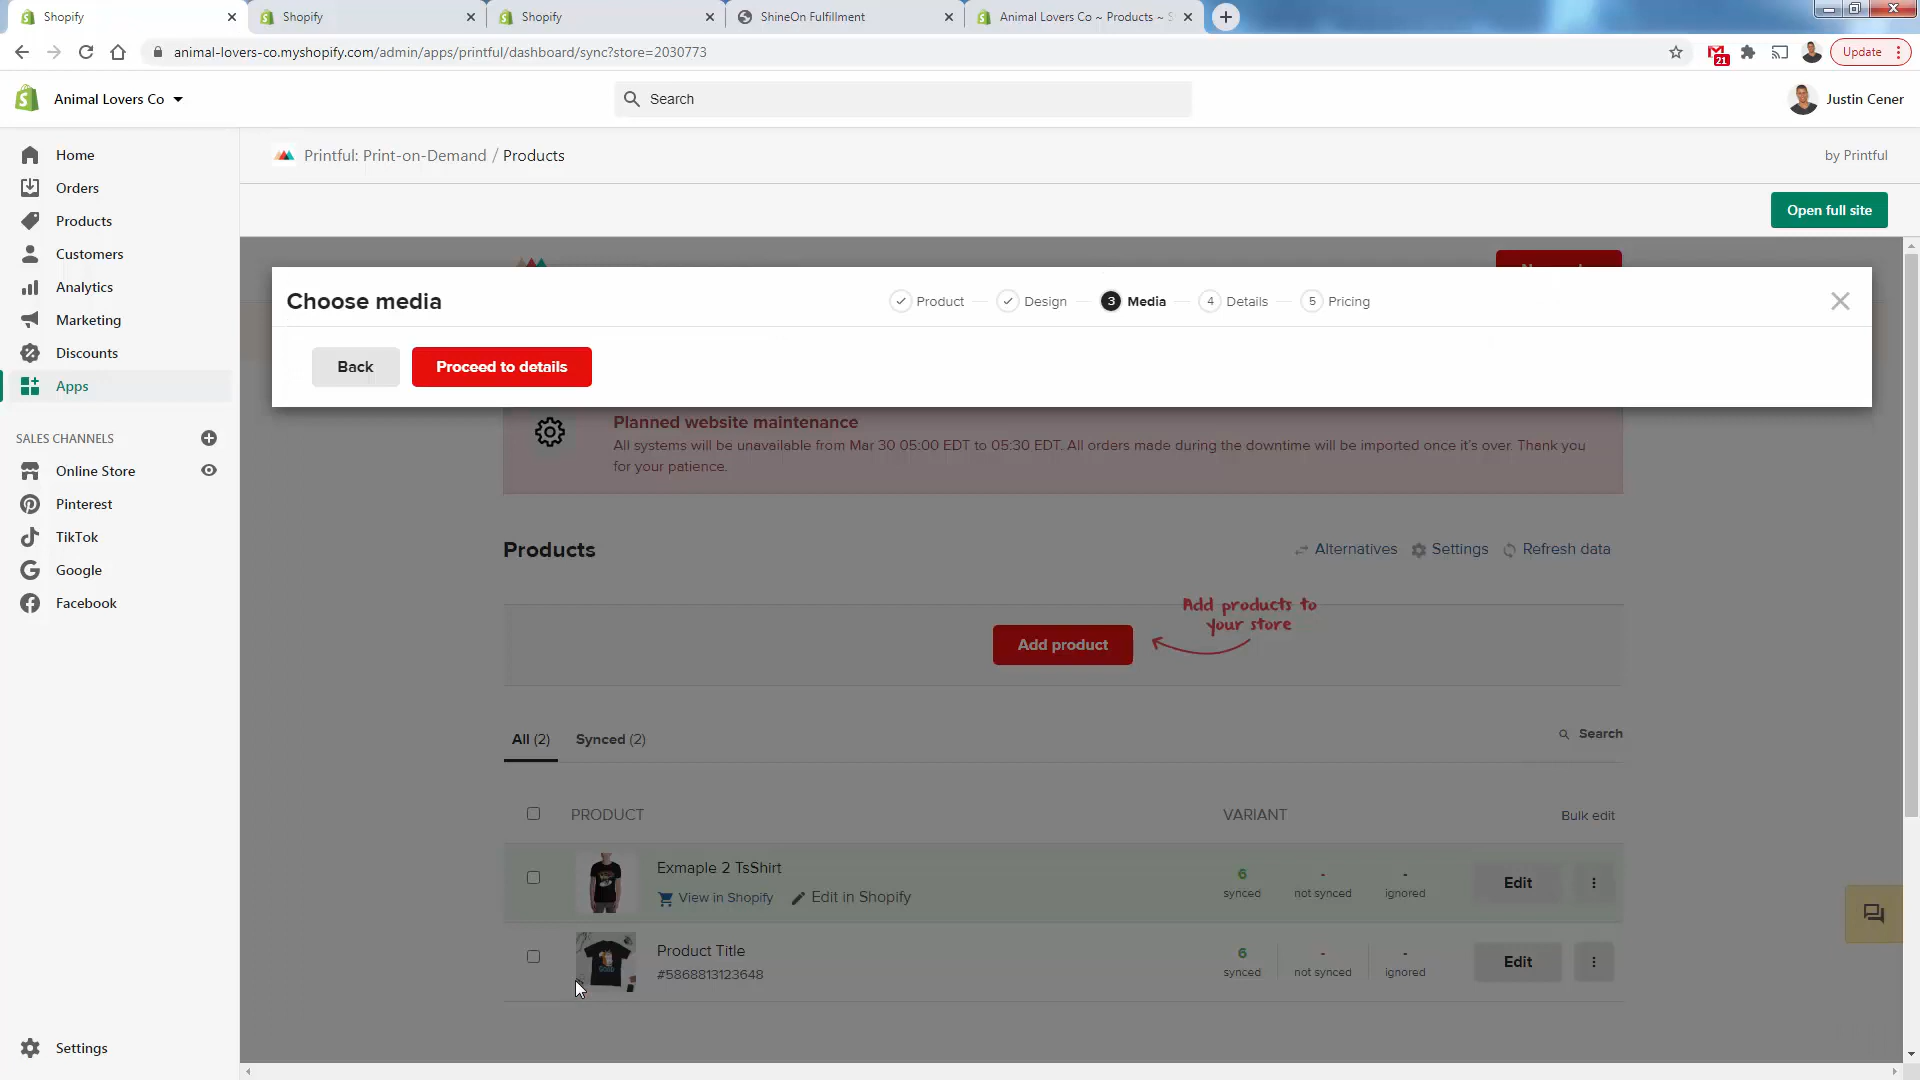 Shopify
Shopify
Shopify
ShineOn Fulfillment
Animal Lovers Co ~ Products ~ S
animal-lovers-co.myshopify.com/admin/apps/printful/dashboard/sync?store=2030773
21
Update
Animal Lovers Co
Search
Justin Cener
Home
Orders
Products
Customers
Analytics
Marketing
Discounts
Apps
SALES CHANNELS
Online Store
Pinterest
TikTok
Google
Facebook
Settings
Printful: Print-on-Demand / Products
by Printful
Open full site
Choose media
Product
Design
3 Media
4 Details
5 Pricing
Back
Proceed to details
Planned website maintenance
All systems will be unavailable from Mar 30 05:00 EDT to 05:30 EDT. All orders made during the downtime will be imported once it's over. Thank you
for your patience.
Products
Alternatives
Settings
Refresh data
Add product
Add products to
your store
All (2)
Synced (2)
Search
PRODUCT
VARIANT
Bulk edit
Exmaple 2 TsShirt
View in Shopify
Edit in Shopify
6
synced
-
not synced
-
ignored
Edit
GOOD
Product Title
#5868813123648
6
synced
-
not synced
-
ignored
Edit